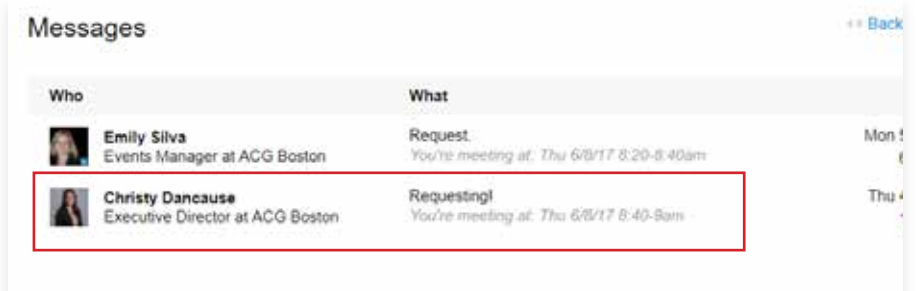 Messages
Back
Who What
Emily Silva Request. Mon
Events Manager at ACG Boston You're meeting at: Thu 6/8/17 8:20-8:40am
Christy Dancause Requesting! Thu
Executive Director at ACG Boston You're meeting at: Thu 6/8/17 8:40-9am